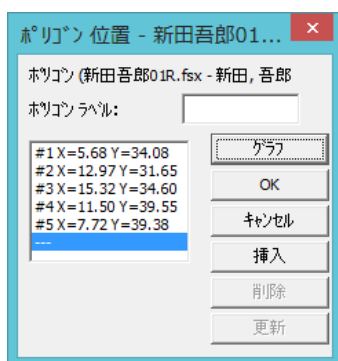 ﾎﾟﾘｺﾞﾝ 位置 - 新田吾郎01...
ﾎﾟﾘｺﾞﾝ (新田吾郎01R.fsx - 新田, 吾郎
ﾎﾟﾘｺﾞﾝ ﾗﾍﾞﾙ:
#1 X=5.68 Y=34.08
#2 X=12.97 Y=31.65
#3 X=15.32 Y=34.60
#4 X=11.50 Y=39.55
#5 X=7.72 Y=39.38
---
ｸﾞﾗﾌ
OK
ｷｬﾝｾﾙ
挿入
削除
更新